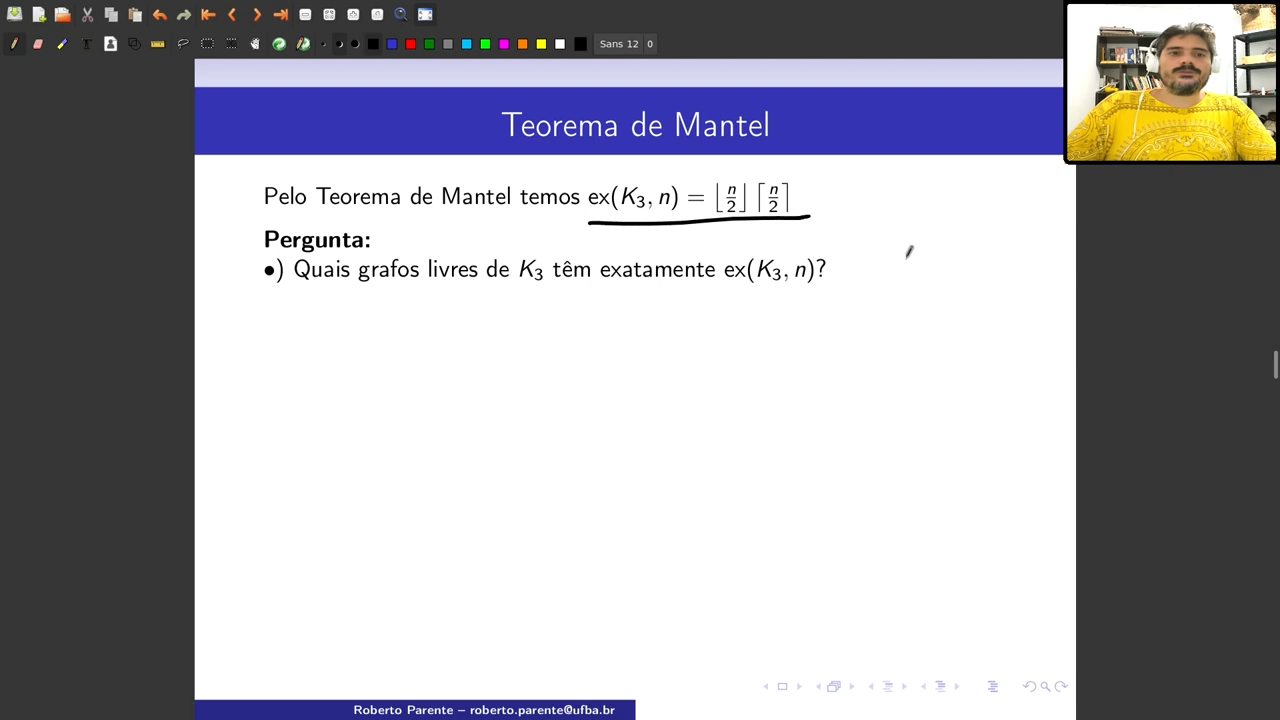 Sans 12 0
Teorema de Mantel
Pelo Teorema de Mantel temos ex(K₃, n) = ⌊n/2⌋ ⌈n/2⌉
Pergunta:
•) Quais grafos livres de K₃ têm exatamente ex(K₃, n)?
Roberto Parente – roberto.parente@ufba.br